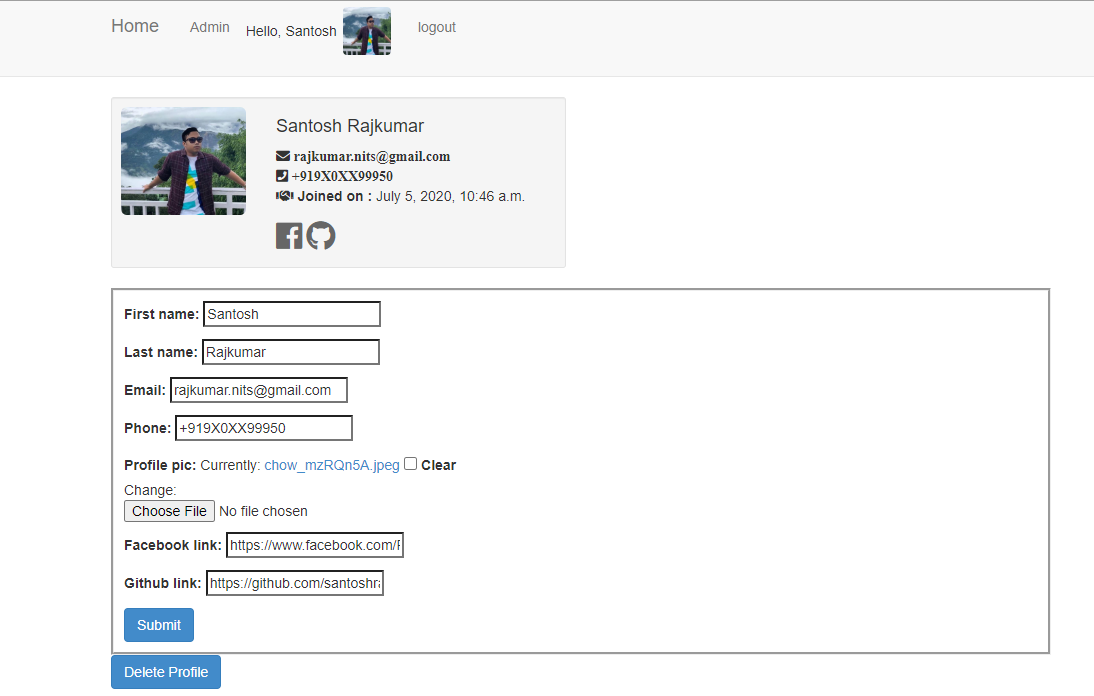 Home Admin Hello, Santosh logout
Santosh Rajkumar
rajkumar.nits@gmail.com
+919X0XX99950
Joined on : July 5, 2020, 10:46 a.m.
First name: Santosh
Last name: Rajkumar
Email: rajkumar.nits@gmail.com
Phone: +919X0XX99950
Profile pic: Currently: chow_mzRQn5A.jpeg Clear
Change:
Choose File No file chosen
Facebook link: https://www.facebook.com/
Github link: https://github.com/santoshra
Submit
Delete Profile